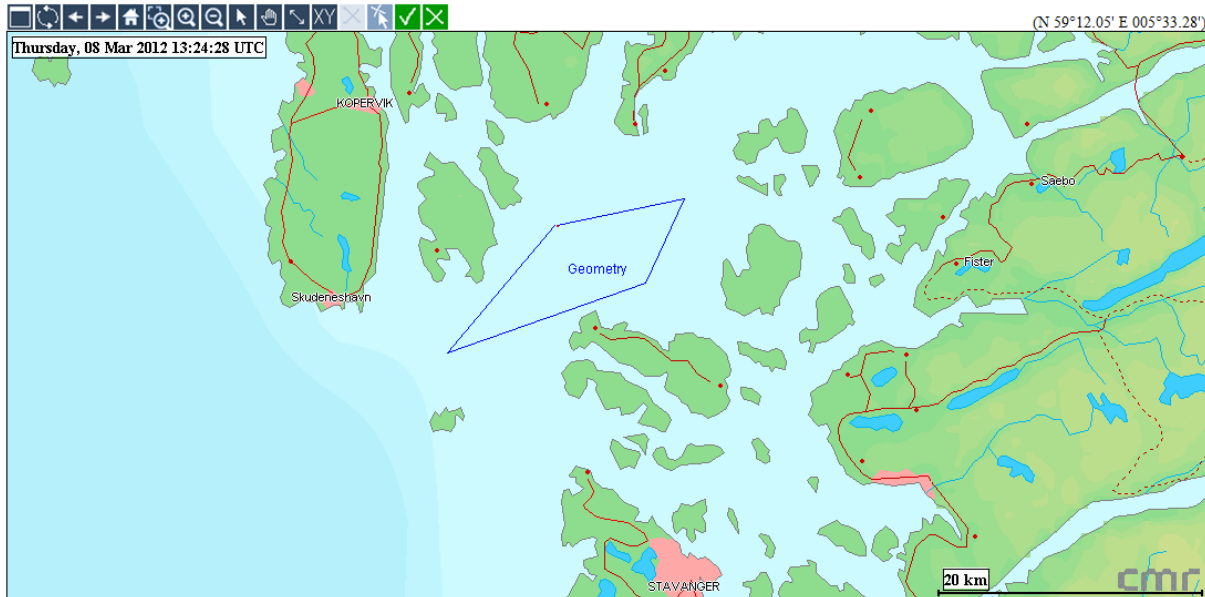 XY
(N 59°12.05' E 005°33.28')
Thursday, 08 Mar 2012 13:24:28 UTC
KOPERVIK
Saebo
Fister
Geometry
Skudeneshavn
STAVANGER
20 km
cmr